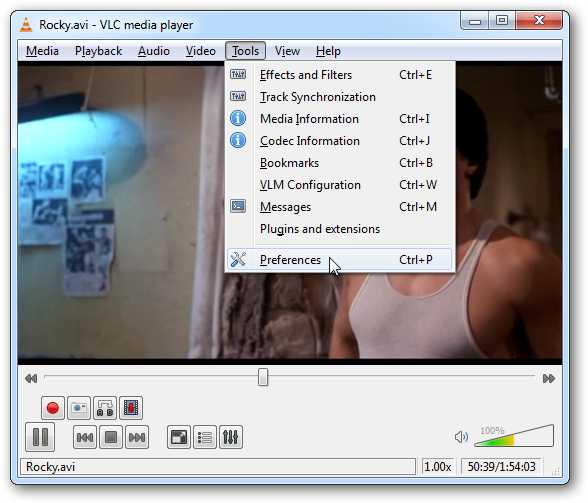 Rocky.avi - VLC media player
Media Playback Audio Video Tools View Help
Effects and Filters Ctrl+E
Track Synchronization
Media Information Ctrl+I
Codec Information Ctrl+J
Bookmarks Ctrl+B
VLM Configuration Ctrl+W
Messages Ctrl+M
Plugins and extensions
Preferences Ctrl+P
100%
Rocky.avi 1.00x 50:39/1:54:03